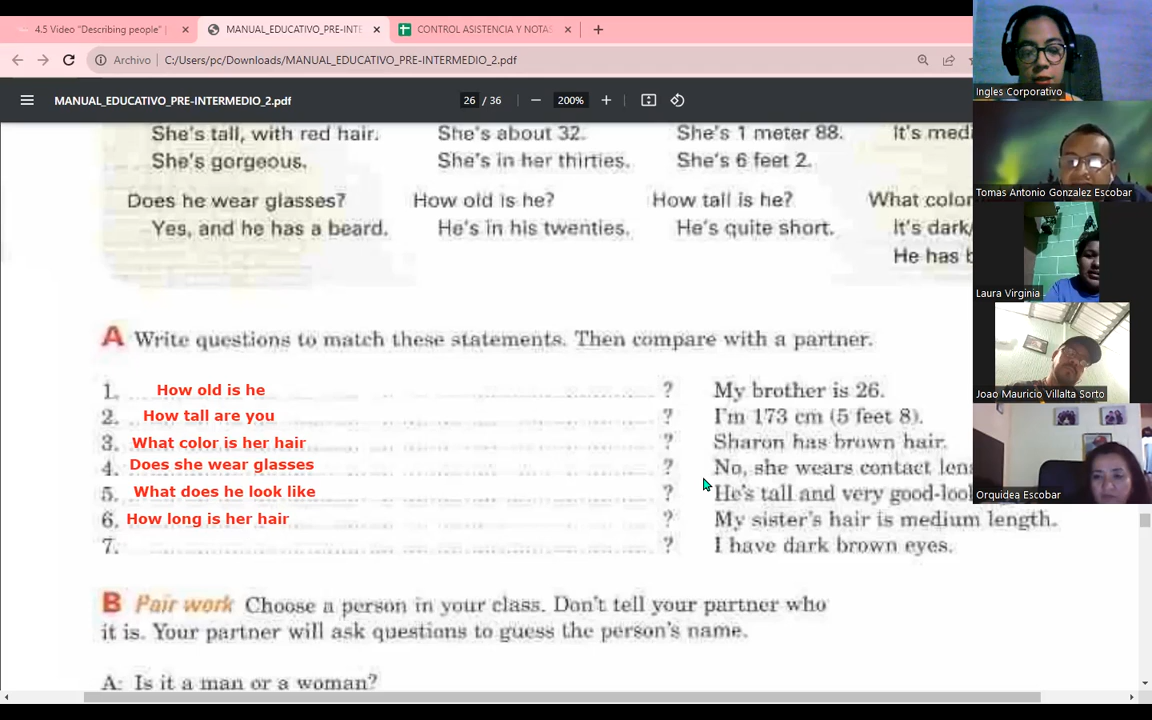 4.5 Video "Describing people" |
MANUAL_EDUCATIVO_PRE-INTE
CONTROL ASISTENCIA Y NOTAS
Archivo | C:/Users/pc/Downloads/MANUAL_EDUCATIVO_PRE-INTERMEDIO_2.pdf
MANUAL_EDUCATIVO_PRE-INTERMEDIO_2.pdf 26 / 36 200%
She's tall, with red hair. She's about 32. She's 1 meter 88. It's medi
She's gorgeous. She's in her thirties. She's 6 feet 2.
Does he wear glasses? How old is he? How tall is he? What color
Yes, and he has a beard. He's in his twenties. He's quite short. It's dark/
He has b
A Write questions to match these statements. Then compare with a partner.
1. How old is he ? My brother is 26.
2. How tall are you ? I'm 173 cm (5 feet 8).
3. What color is her hair ? Sharon has brown hair.
4. Does she wear glasses ? No, she wears contact lens
5. What does he look like ? He's tall and very good-look
6. How long is her hair ? My sister's hair is medium length.
7. ? I have dark brown eyes.
B Pair work Choose a person in your class. Don't tell your partner who
it is. Your partner will ask questions to guess the person's name.
A: Is it a man or a woman?
Ingles Corporativo
Tomas Antonio Gonzalez Escobar
Laura Virginia
Joao Mauricio Villalta Sorto
Orquidea Escobar